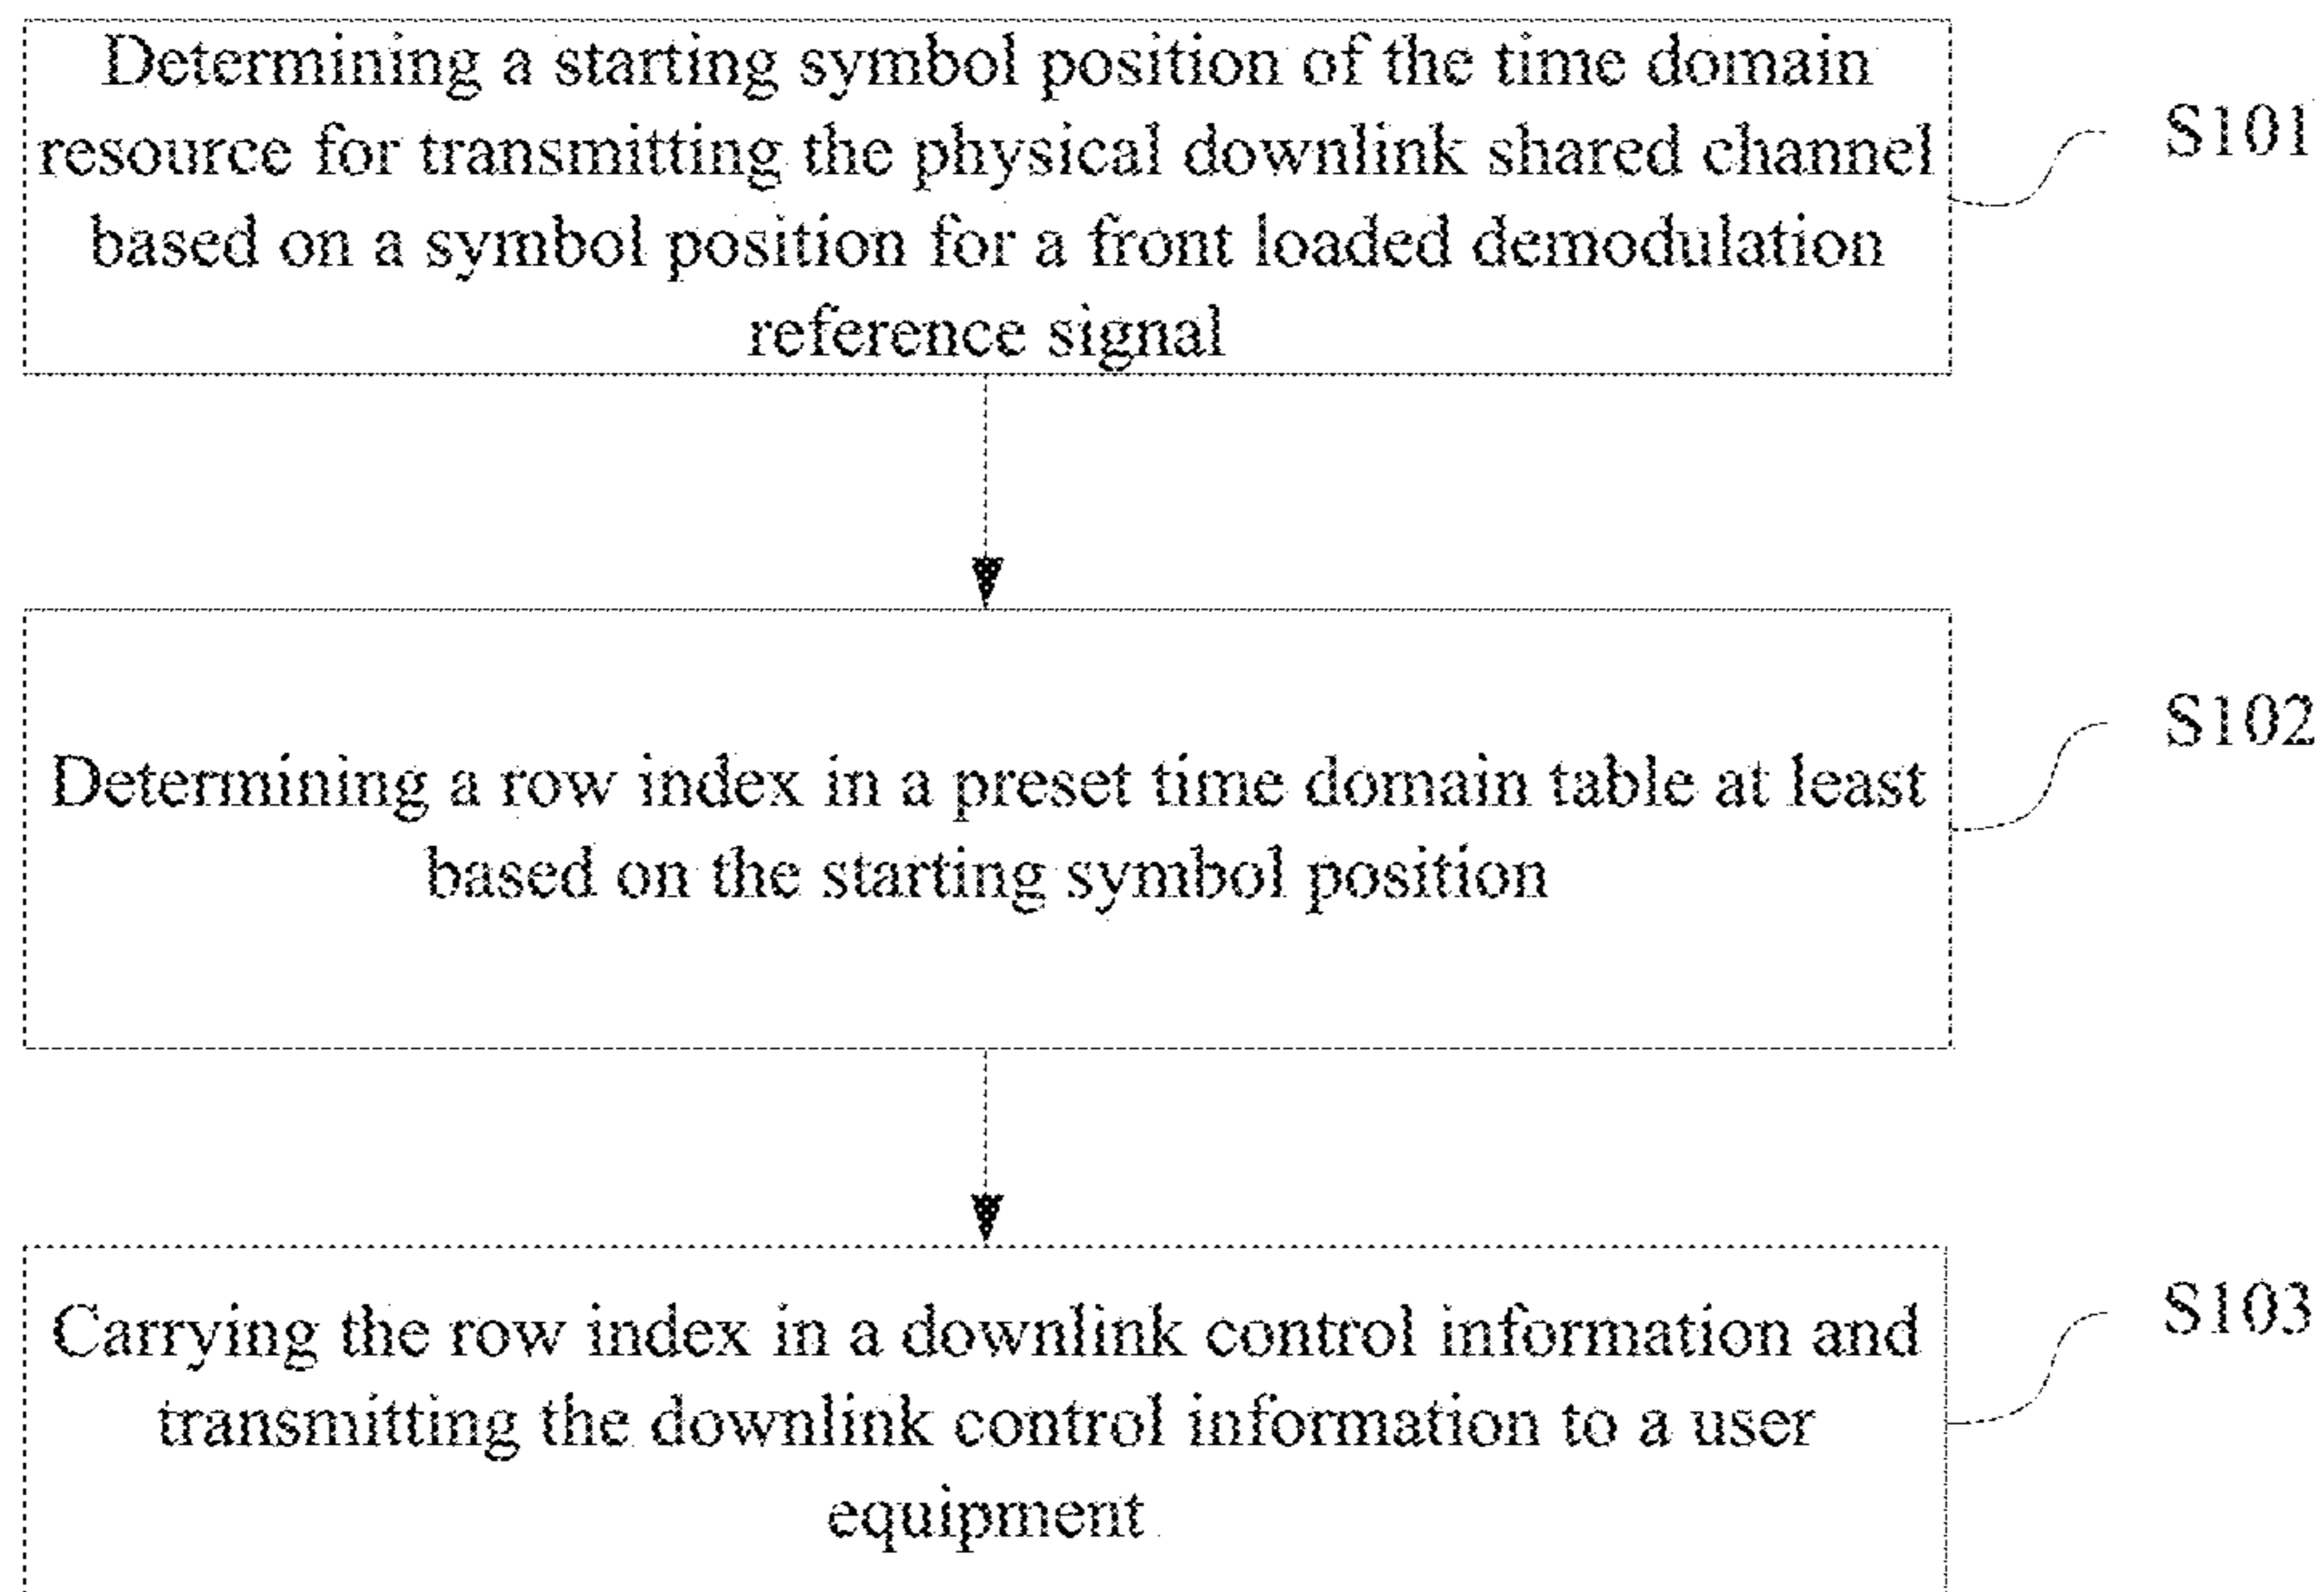 Determining a starting symbol position of the time domain
resource for transmitting the physical downlink shared channel
based on a symbol position for a front loaded demodulation
reference signal
S101
Determining a row index in a preset time domain table at least
based on the starting symbol position
S102
Carrying the row index in a downlink control information and
transmitting the downlink control information to a user
equipment
S103